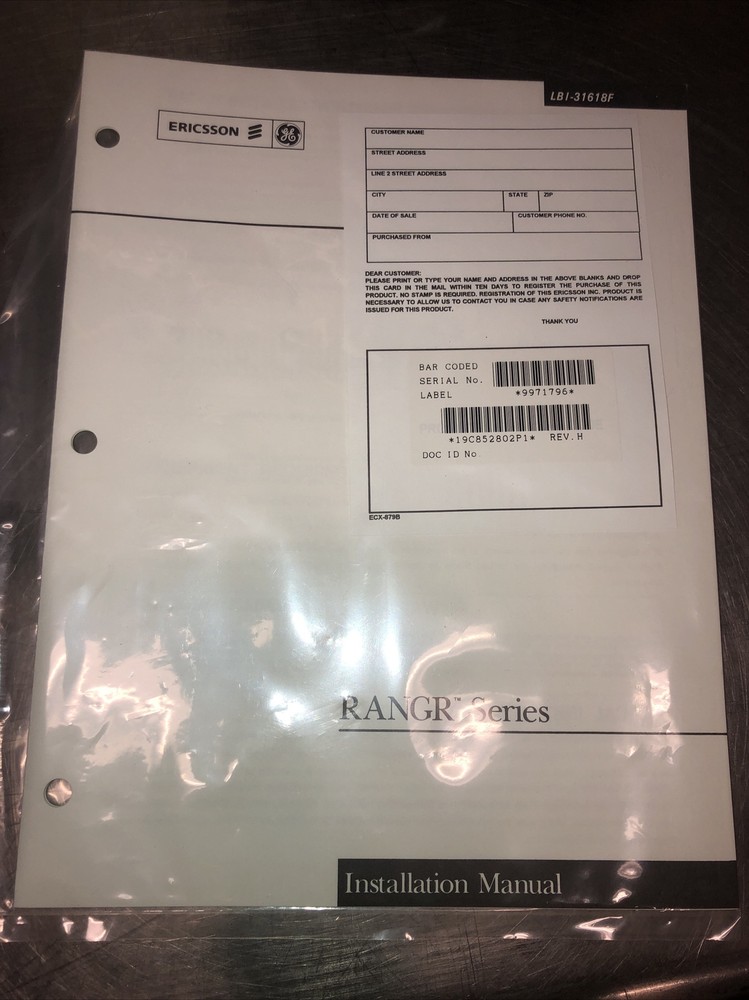 LBI-31618F
ERICSSON GE
CUSTOMER NAME
STREET ADDRESS
LINE 2 STREET ADDRESS
CITY STATE ZIP
DATE OF SALE CUSTOMER PHONE NO.
PURCHASED FROM
DEAR CUSTOMER:
PLEASE PRINT OR TYPE YOUR NAME AND ADDRESS IN THE ABOVE BLANKS AND DROP
THIS CARD IN THE MAIL WITHIN TEN DAYS TO REGISTER THE PURCHASE OF THIS
PRODUCT. NO STAMP IS REQUIRED. REGISTRATION OF THIS ERICSSON INC. PRODUCT IS
NECESSARY TO ALLOW US TO CONTACT YOU IN CASE ANY SAFETY NOTIFICATIONS ARE
ISSUED FOR THIS PRODUCT.
THANK YOU
BAR CODED
SERIAL No.
LABEL *9971796*
*19C852802P1* REV.H
DOC ID No
ECX-879B
RANGR™ Series
Installation Manual